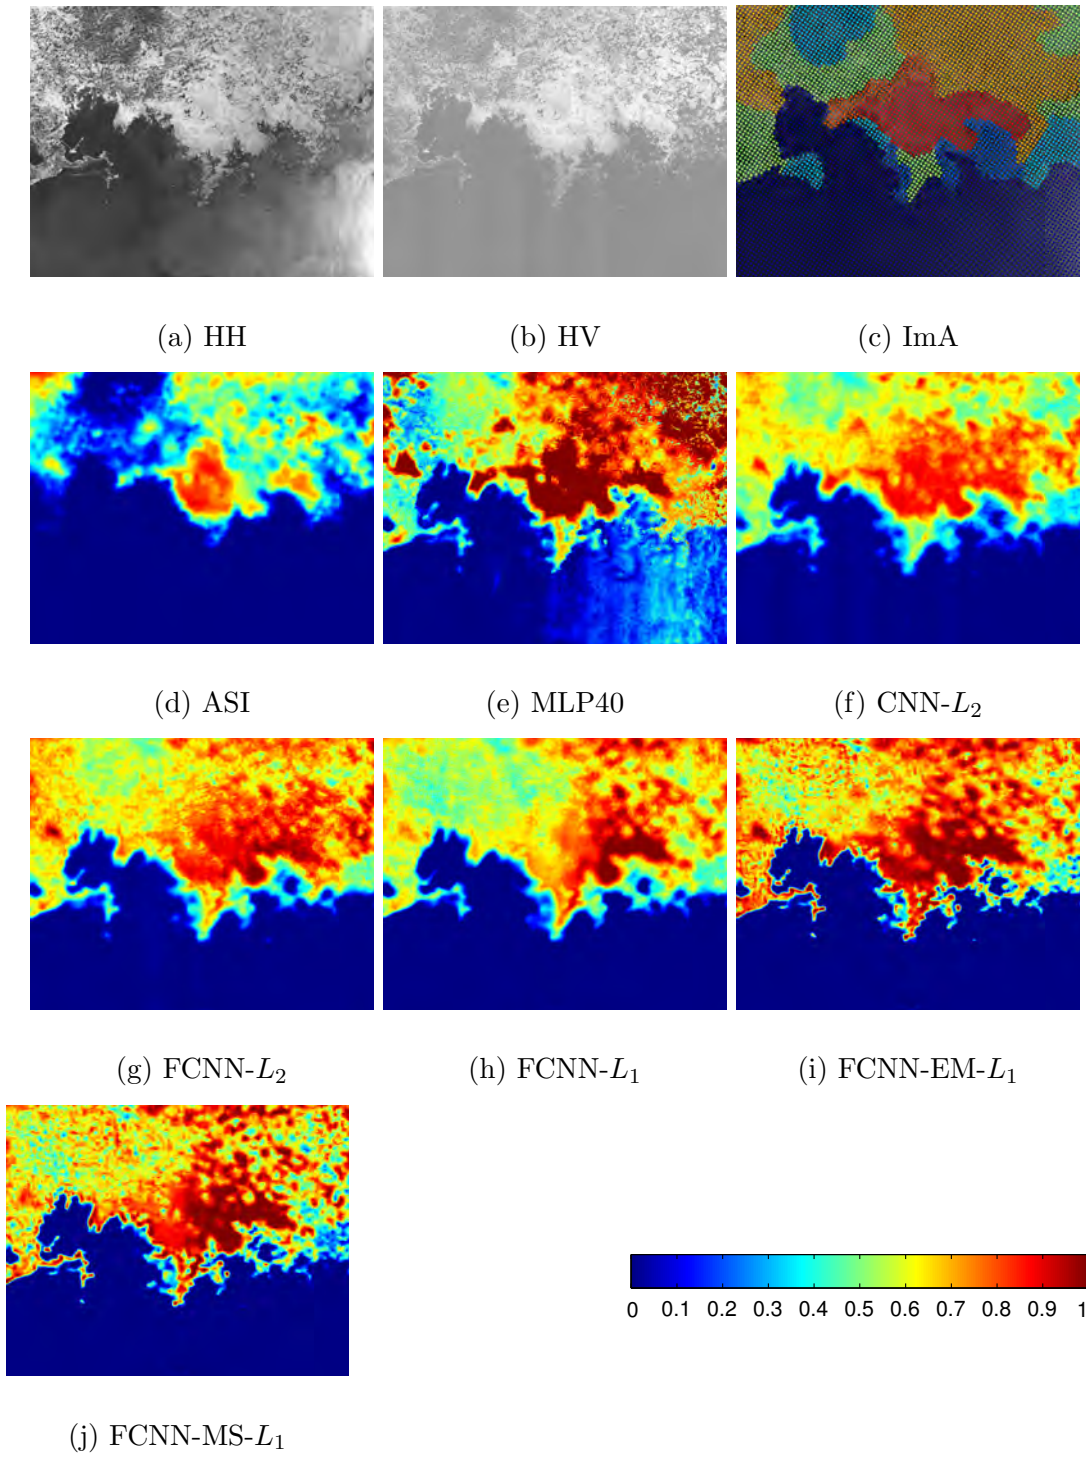 (a) HH (b) HV (c) ImA
(d) ASI (e) MLP40 (f) CNN-L₂
(g) FCNN-L₂ (h) FCNN-L₁ (i) FCNN-EM-L₁
0 0.1 0.2 0.3 0.4 0.5 0.6 0.7 0.8 0.9 1
(j) FCNN-MS-L₁